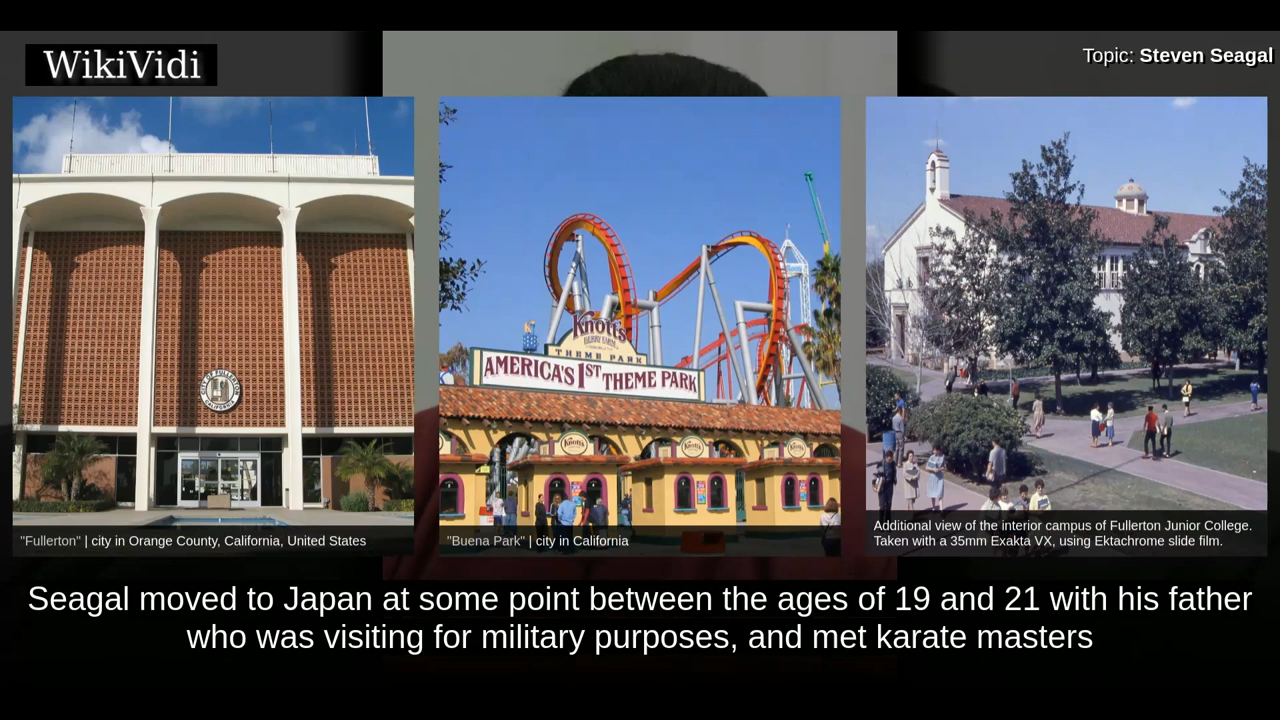 WikiVidi
Topic: Steven Seagal
CITY OF FULLERTON
CALIFORNIA
Knott's
BERRY FARM
THEME PARK
AMERICA'S 1ST THEME PARK
Knott's
Knott's
Knott's
"Fullerton" | city in Orange County, California, United States
"Buena Park" | city in California
Additional view of the interior campus of Fullerton Junior College.
Taken with a 35mm Exakta VX, using Ektachrome slide film.
Seagal moved to Japan at some point between the ages of 19 and 21 with his father
who was visiting for military purposes, and met karate masters